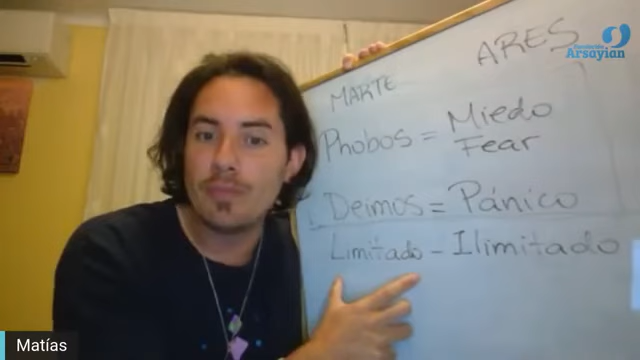 Fundación
Arsayian
MARTE ARES
Phobos = Miedo
Fear
Deimos = Pánico
Limitado - Ilimitado
Matías